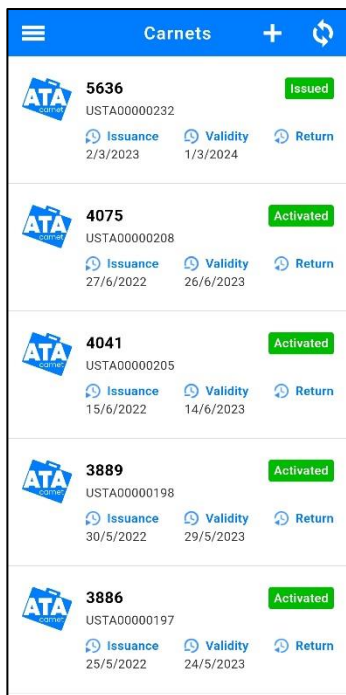 Carnets
ATA carnet
5636
Issued
USTA00000232
Issuance Validity Return
2/3/2023 1/3/2024
ATA carnet
4075
Activated
USTA00000208
Issuance Validity Return
27/6/2022 26/6/2023
ATA carnet
4041
Activated
USTA00000205
Issuance Validity Return
15/6/2022 14/6/2023
ATA carnet
3889
Activated
USTA00000198
Issuance Validity Return
30/5/2022 29/5/2023
ATA carnet
3886
Activated
USTA00000197
Issuance Validity Return
25/5/2022 24/5/2023